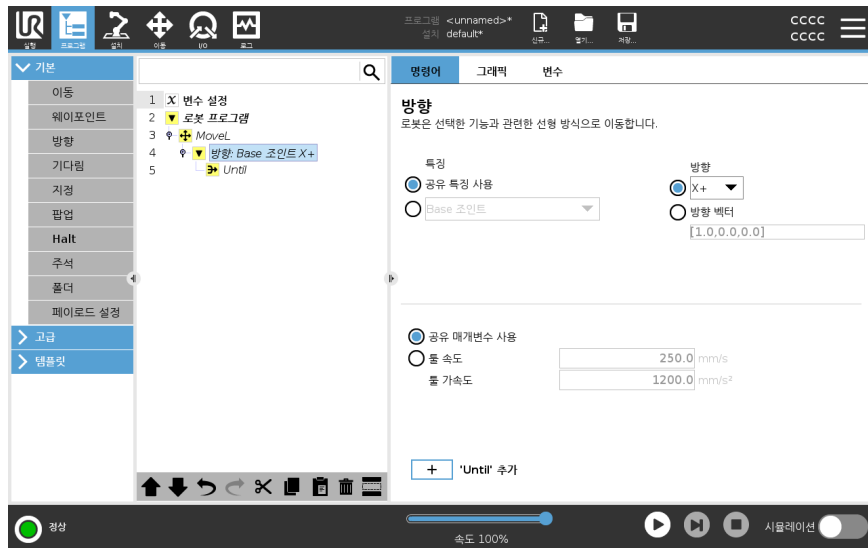 UR
실행
프로그램
설치
이동
I/O
로그
프로그램 <unnamed>*
설치 default*
신규...
열기...
저장...
cccc
cccc
기본
이동
웨이포인트
방향
기다림
지정
팝업
Halt
주석
폴더
페이로드 설정
고급
템플릿
1 X 변수 설정
2 로봇 프로그램
3 MoveL
4 방향: Base 조인트 X+
5 Until
명령어 그래픽 변수
방향
로봇은 선택한 기능과 관련한 선형 방식으로 이동합니다.
특징
공유 특징 사용
Base 조인트
방향
X+
방향 벡터
[1.0,0.0,0.0]
공유 매개변수 사용
툴 속도 250.0 mm/s
툴 가속도 1200.0 mm/s²
+ 'Until' 추가
정상
속도 100%
시뮬레이션